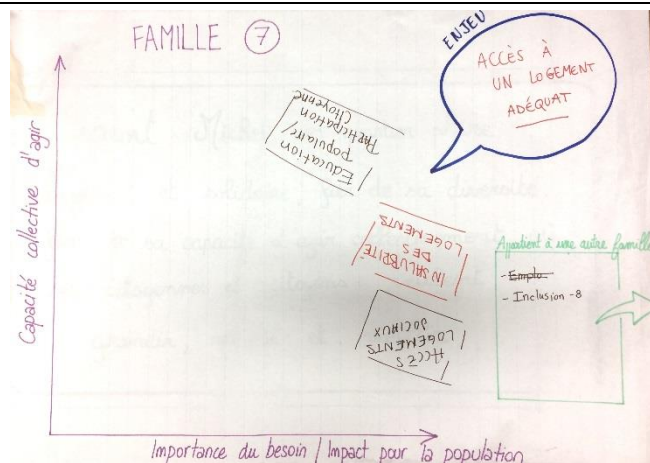 FAMILLE 7
ENJEU
ACCÈS À
UN LOGEMENT
ADÉQUAT
Capacité collective d'agir
Éducation
populaire/
Participation
Citoyenne
INSALUBRITÉ
DES
LOGEMENTS
ACCÈS
LOGEMENTS
SOCIAUX
Appartient à une autre famille
- Emploi
- Inclusion - 8
Importance du besoin / Impact pour la population